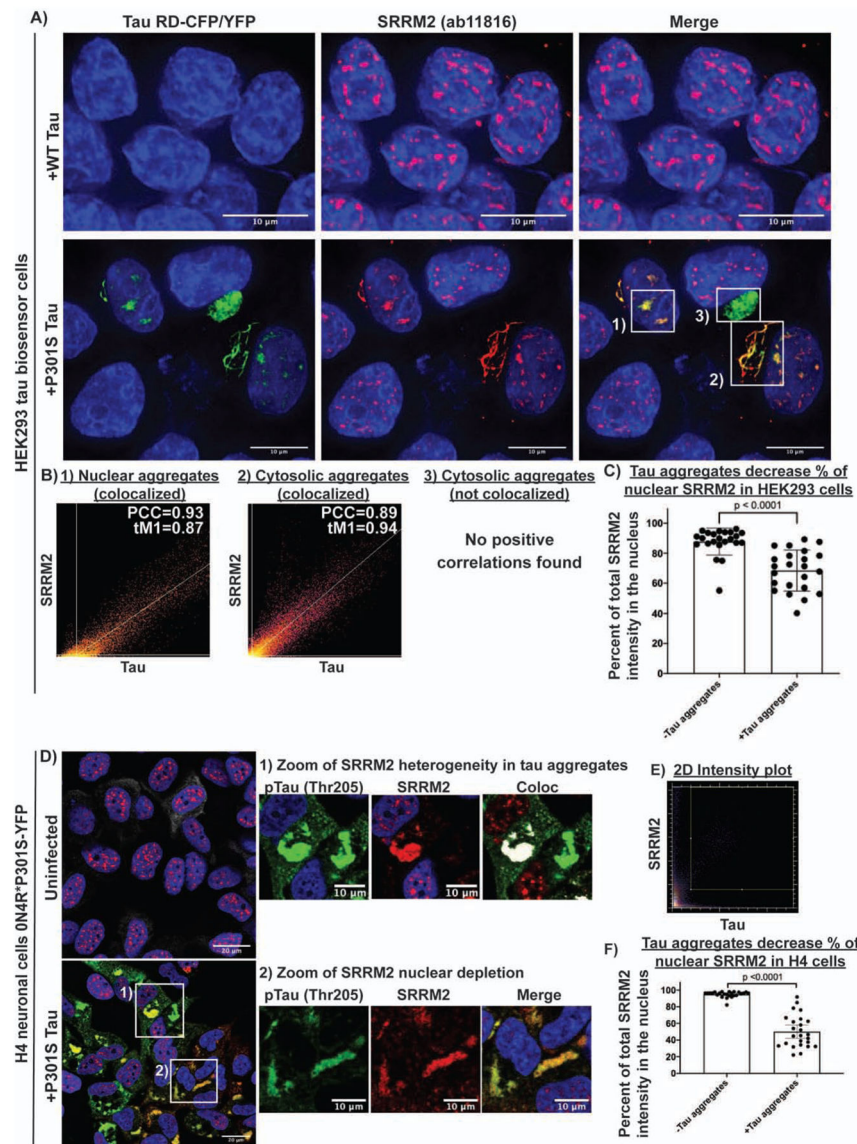 A)
Tau RD-CFP/YFP
SRRM2 (ab11816)
Merge
HEK293 tau biosensor cells
+WT Tau
10 μm
10 μm
10 μm
+P301S Tau
1)
3)
2)
10 μm
10 μm
10 μm
B)
1) Nuclear aggregates
(colocalized)
PCC=0.93
tM1=0.87
SRRM2
Tau
2) Cytosolic aggregates
(colocalized)
PCC=0.89
tM1=0.94
SRRM2
Tau
3) Cytosolic aggregates
(not colocalized)
No positive
correlations found
C) Tau aggregates decrease % of
nuclear SRRM2 in HEK293 cells
p < 0.0001
Percent of total SRRM2
intensity in the nucleus
100
80
60
40
20
0
-Tau aggregates
+Tau aggregates
H4 neuronal cells 0N4R*P301S-YFP
D)
Uninfected
20 μm
+P301S Tau
1)
2)
20 μm
1) Zoom of SRRM2 heterogeneity in tau aggregates
pTau (Thr205)
SRRM2
Coloc
10 μm
10 μm
10 μm
2) Zoom of SRRM2 nuclear depletion
pTau (Thr205)
SRRM2
Merge
10 μm
10 μm
10 μm
E) 2D Intensity plot
SRRM2
Tau
F) Tau aggregates decrease % of
nuclear SRRM2 in H4 cells
p <0.0001
Percent of total SRRM2
intensity in the nucleus
100
80
60
40
20
0
-Tau aggregates
+Tau aggregates